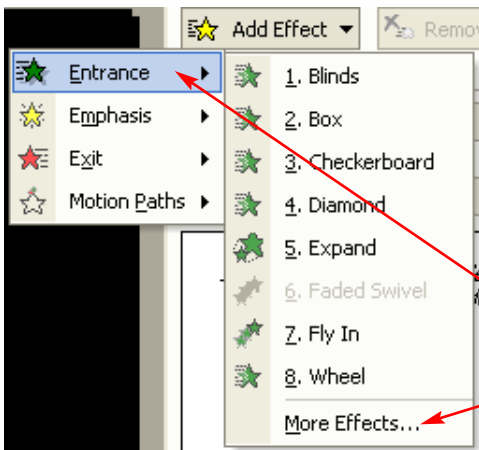 Add Effect
Remov
Entrance
Emphasis
Exit
Motion Paths
1. Blinds
2. Box
3. Checkerboard
4. Diamond
5. Expand
6. Faded Swivel
7. Fly In
8. Wheel
More Effects...